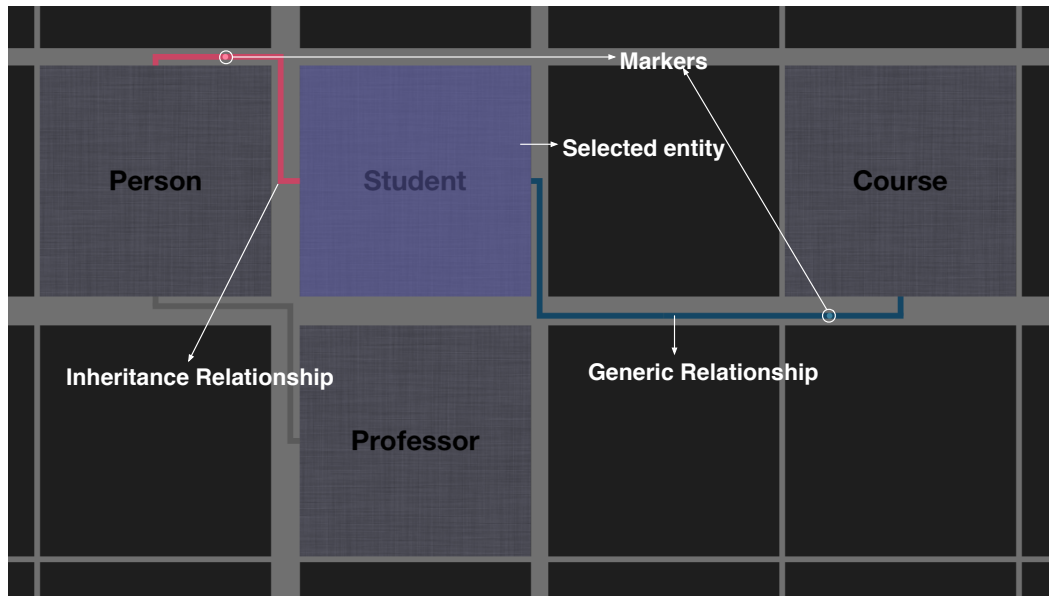 Markers
Selected entity
Person
Student
Course
Inheritance Relationship
Generic Relationship
Professor